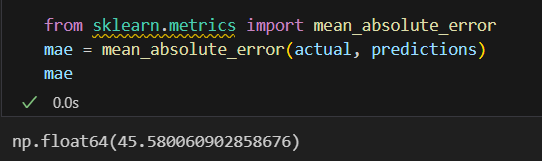 from sklearn.metrics import mean_absolute_error
mae = mean_absolute_error(actual, predictions)
mae
✓ 0.0s
np.float64(45.580060902858676)